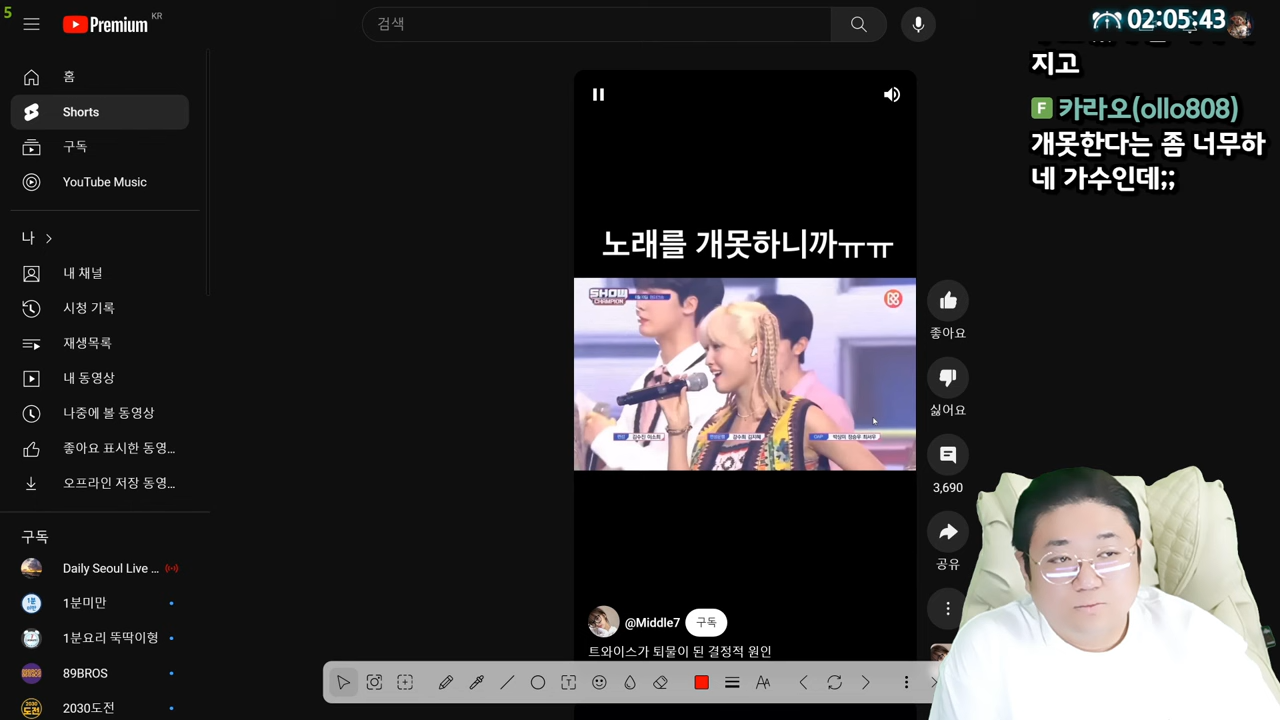 5
Premium KR
검색
02:05:43
홈
Shorts
구독
YouTube Music
나
내 채널
시청 기록
재생목록
내 동영상
나중에 볼 동영상
좋아요 표시한 동영...
오프라인 저장 동영...
구독
Daily Seoul Live ...
1분미만
1분요리 뚝딱이형
89BROS
2030도전
노래를 개못하니까ㅠㅠ
SHOW
CHAMPION
@Middle7
구독
트와이스가 퇴물이 된 결정적 원인
좋아요
싫어요
3,690
공유
지고
F 카라오(ollo808)
개못한다는 좀 너무하
네 가수인데;;